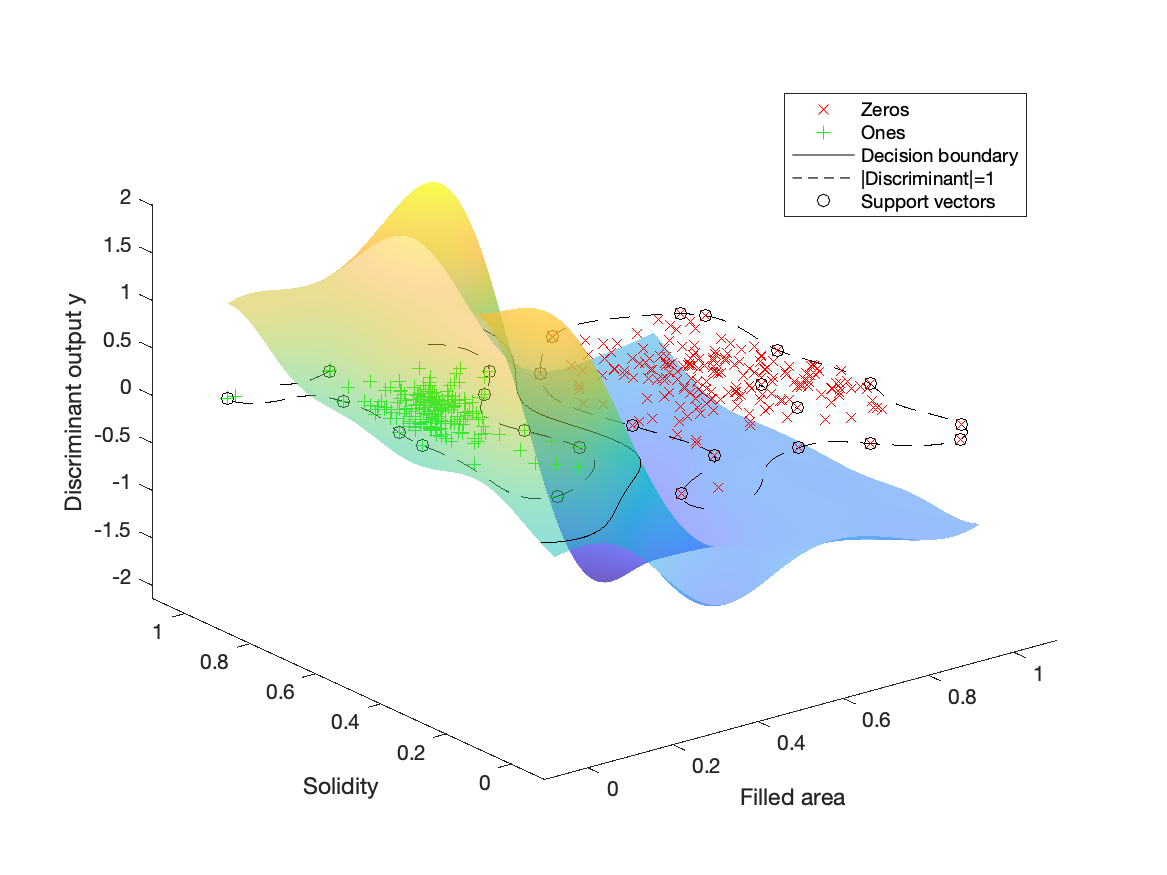 Zeros
Ones
Decision boundary
|Discriminant|=1
Support vectors
2
1.5
1
0.5
0
-0.5
-1
-1.5
-2
Discriminant output y
1
0.8
0.6
0.4
0.2
0
Solidity
0
0.2
0.4
0.6
0.8
1
Filled area